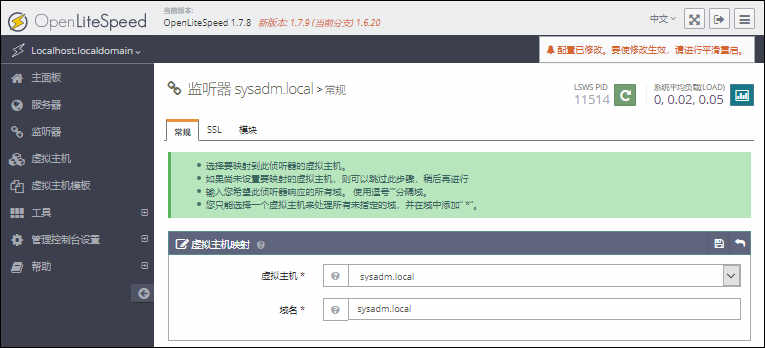 OpenLiteSpeed
当前版本:
OpenLiteSpeed 1.7.8 新版本: 1.7.9 (当前分支) 1.6.20
中文
Localhost.localdomain
配置已修改。要使修改生效，请进行平滑重启。
主面板
服务器
监听器
虚拟主机
虚拟主机模板
工具
管理控制台设置
帮助
监听器 sysadm.local > 常规
LSWS PID
11514
系统平均负载(LOAD)
0, 0.02, 0.05
常规 SSL 模块
选择要映射到此侦听器的虚拟主机。
如果尚未设置要映射的虚拟主机，则可以跳过此步骤，稍后再进行
输入您希望此侦听器响应的所有域。 使用逗号"分隔域。
您只能选择一个虚拟主机来处理所有未指定的域，并在域中添加" *"。
虚拟主机映射
虚拟主机 * sysadm.local
域名 * sysadm.local